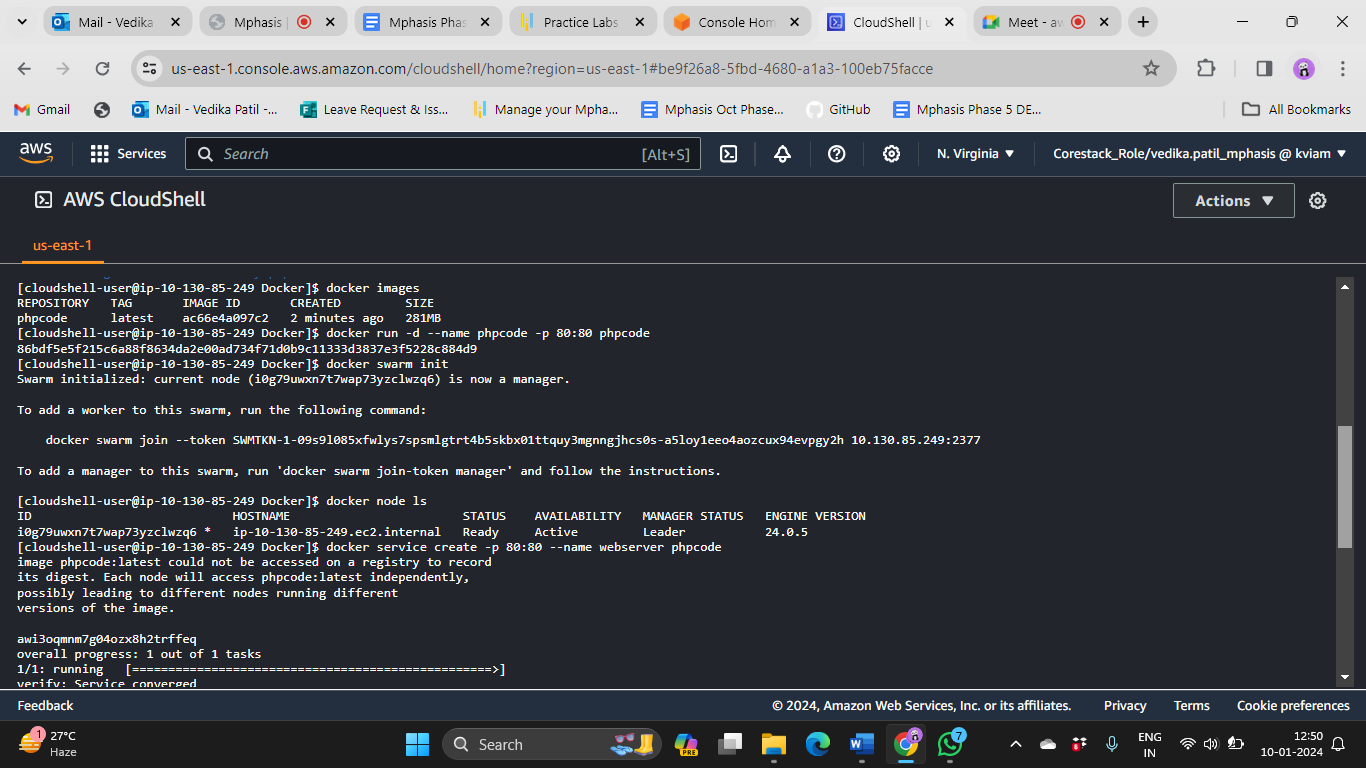 Mail - Vedika
Mphasis
Mphasis Phas
Practice Labs
Console Hom
CloudShell | u
Meet - aw
us-east-1.console.aws.amazon.com/cloudshell/home?region=us-east-1#be9f26a8-5fbd-4680-a1a3-100eb75facce
Gmail
Mail - Vedika Patil -...
Leave Request & Iss...
Manage your Mpha...
Mphasis Oct Phase...
GitHub
Mphasis Phase 5 DE...
All Bookmarks
aws
Services
Search
[Alt+S]
N. Virginia
Corestack_Role/vedika.patil_mphasis @ kviam
AWS CloudShell
Actions
us-east-1
[cloudshell-user@ip-10-130-85-249 Docker]$ docker images
REPOSITORY   TAG       IMAGE ID       CREATED         SIZE
phpcode      latest    ac66e4a097c2   2 minutes ago   281MB
[cloudshell-user@ip-10-130-85-249 Docker]$ docker run -d --name phpcode -p 80:80 phpcode
86bdf5e5f215c6a88f8634da2e00ad734f71d0b9c11333d3837e3f5228c884d9
[cloudshell-user@ip-10-130-85-249 Docker]$ docker swarm init
Swarm initialized: current node (i0g79uwxn7t7wap73yzclwzq6) is now a manager.
To add a worker to this swarm, run the following command:
docker swarm join --token SWMTKN-1-09s9l085xfwlys7spsmlgtrt4b5skbx01ttquy3mgnngjhcs0s-a5loy1eeo4aozcux94evpgy2h 10.130.85.249:2377
To add a manager to this swarm, run 'docker swarm join-token manager' and follow the instructions.
[cloudshell-user@ip-10-130-85-249 Docker]$ docker node ls
ID                            HOSTNAME                        STATUS    AVAILABILITY   MANAGER STATUS   ENGINE VERSION
i0g79uwxn7t7wap73yzclwzq6 *   ip-10-130-85-249.ec2.internal   Ready     Active         Leader           24.0.5
[cloudshell-user@ip-10-130-85-249 Docker]$ docker service create -p 80:80 --name webserver phpcode
image phpcode:latest could not be accessed on a registry to record
its digest. Each node will access phpcode:latest independently,
possibly leading to different nodes running different
versions of the image.
awi3oqmnm7g04ozx8h2trffeq
overall progress: 1 out of 1 tasks
1/1: running   [==================================================>]
verify: Service converged
Feedback
© 2024, Amazon Web Services, Inc. or its affiliates.
Privacy
Terms
Cookie preferences
1
27°C
Haze
Search
PRE
7
ENG
IN
12:50
10-01-2024